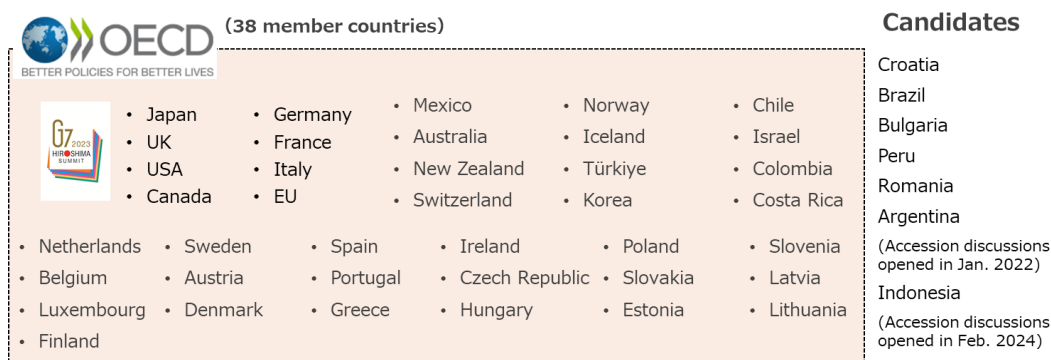 OECD
BETTER POLICIES FOR BETTER LIVES
(38 member countries)
G7 2023
HIROSHIMA
SUMMIT
• Japan
• UK
• USA
• Canada
• Germany
• France
• Italy
• EU
• Mexico
• Australia
• New Zealand
• Switzerland
• Norway
• Iceland
• Türkiye
• Korea
• Chile
• Israel
• Colombia
• Costa Rica
• Netherlands
• Belgium
• Luxembourg
• Finland
• Sweden
• Austria
• Denmark
• Spain
• Portugal
• Greece
• Ireland
• Czech Republic
• Hungary
• Poland
• Slovakia
• Estonia
• Slovenia
• Latvia
• Lithuania
Candidates
Croatia
Brazil
Bulgaria
Peru
Romania
Argentina
(Accession discussions
opened in Jan. 2022)
Indonesia
(Accession discussions
opened in Feb. 2024)